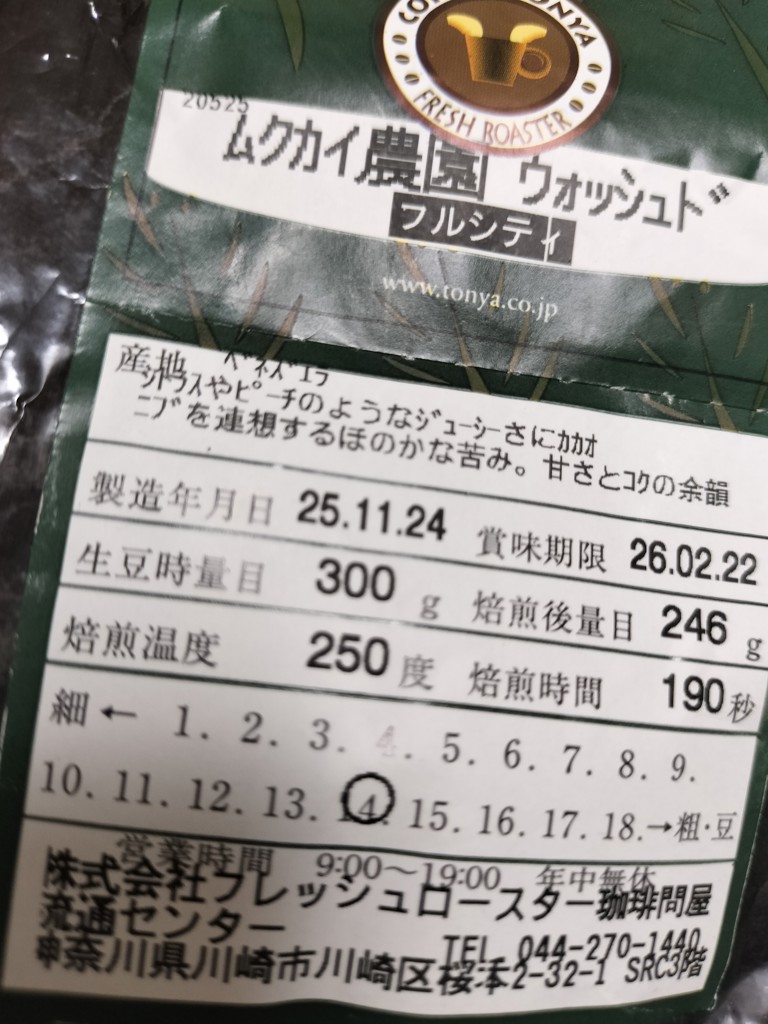 FRESH ROASTER
20525
ムクカイ農園 ウォッシュド
フルシティ
www.tonya.co.jp
産地 ベネズエラ
シトラスやピーチのようなジューシーさにカカオ
ニブを連想するほのかな苦み。甘さとコクの余韻
製造年月日 25.11.24 賞味期限 26.02.22
生豆時量目 300 g 焙煎後量目 246 g
焙煎温度 250 度 焙煎時間 190 秒
細 ← 1. 2. 3. 4. 5. 6. 7. 8. 9.
10. 11. 12. 13. 14. 15. 16. 17. 18.→粗・豆
営業時間 9:00～19:00 年中無休
株式会社フレッシュロースター珈琲問屋
流通センター
TEL 044-270-1440
神奈川県川崎市川崎区桜本2-32-1 SRC3階